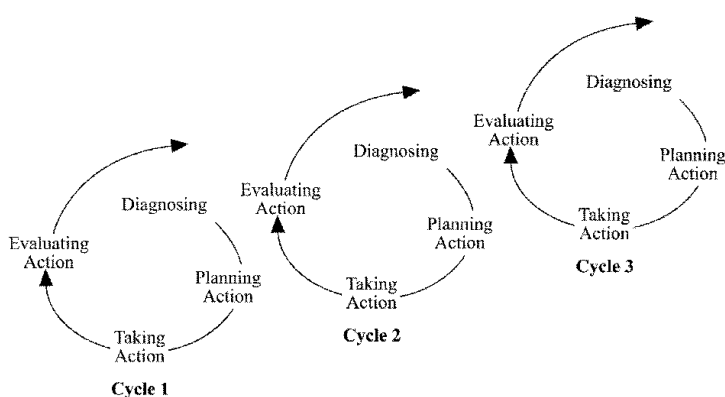 Diagnosing
Planning
Action
Taking
Action
Evaluating
Action
Cycle 1
Diagnosing
Planning
Action
Taking
Action
Evaluating
Action
Cycle 2
Diagnosing
Planning
Action
Taking
Action
Evaluating
Action
Cycle 3